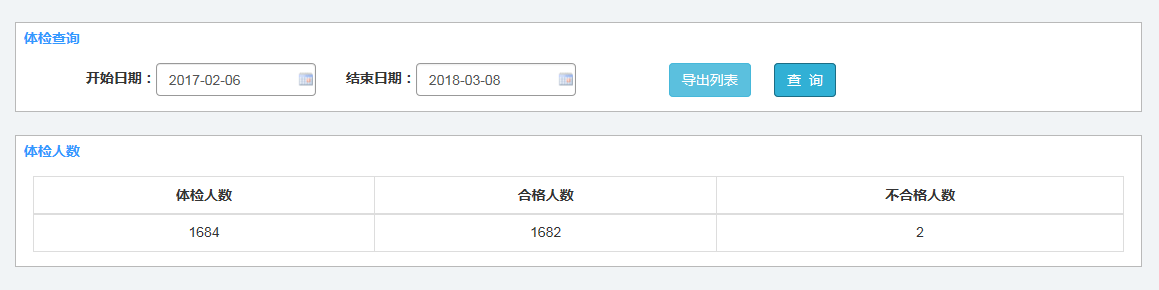 体检查询
开始日期： 2017-02-06 结束日期： 2018-03-08 导出列表 查 询
体检人数
体检人数 合格人数 不合格人数
1684 1682 2